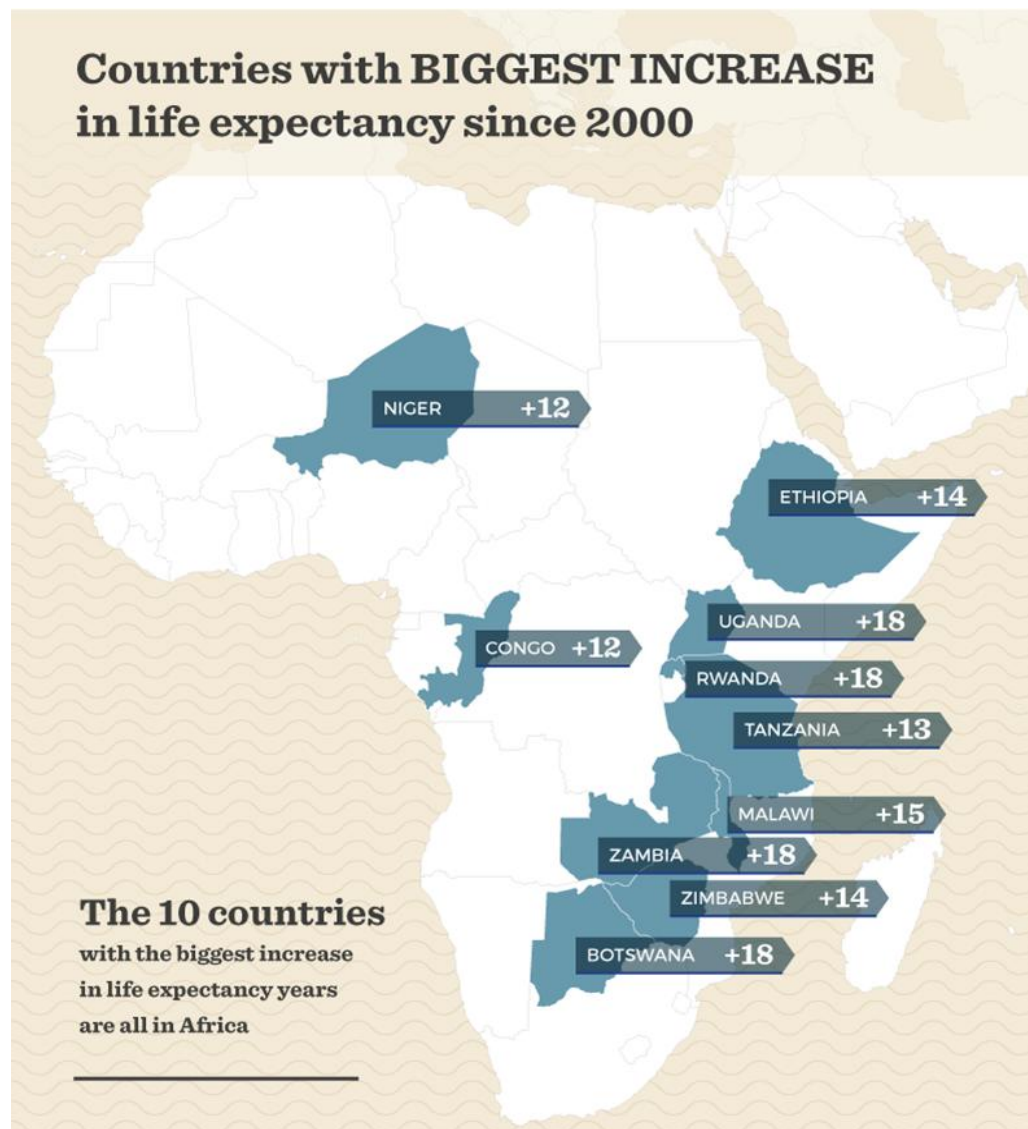 Countries with BIGGEST INCREASE
in life expectancy since 2000
NIGER +12
ETHIOPIA +14
UGANDA +18
CONGO +12
RWANDA +18
TANZANIA +13
MALAWI +15
ZAMBIA +18
ZIMBABWE +14
BOTSWANA +18
The 10 countries
with the biggest increase
in life expectancy years
are all in Africa